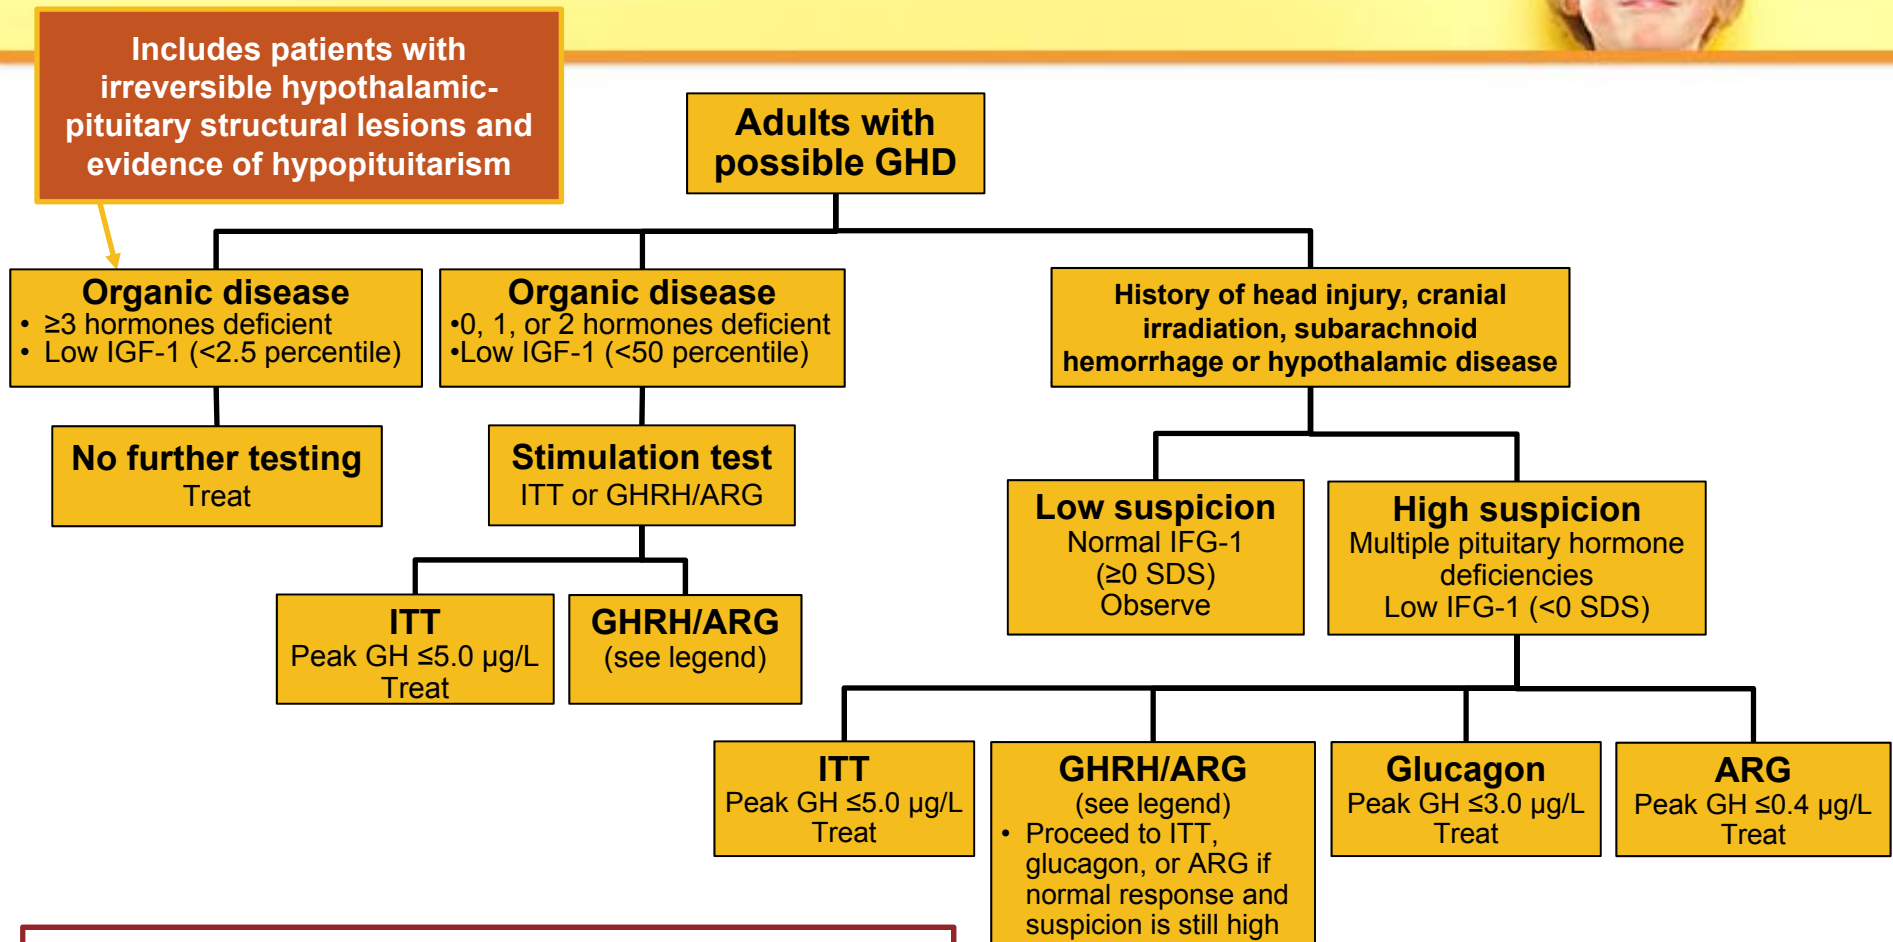 Includes patients with
irreversible hypothalamic-
pituitary structural lesions and
evidence of hypopituitarism
Adults with
possible GHD
Organic disease
• ≥3 hormones deficient
• Low IGF-1 (<2.5 percentile)
Organic disease
•0, 1, or 2 hormones deficient
•Low IGF-1 (<50 percentile)
History of head injury, cranial
irradiation, subarachnoid
hemorrhage or hypothalamic disease
No further testing
Treat
Stimulation test
ITT or GHRH/ARG
Low suspicion
Normal IFG-1
(≥0 SDS)
Observe
High suspicion
Multiple pituitary hormone
deficiencies
Low IFG-1 (<0 SDS)
ITT
Peak GH ≤5.0 µg/L
Treat
GHRH/ARG
(see legend)
ITT
Peak GH ≤5.0 µg/L
Treat
GHRH/ARG
(see legend)
• Proceed to ITT,
glucagon, or ARG if
normal response and
suspicion is still high
Glucagon
Peak GH ≤3.0 µg/L
Treat
ARG
Peak GH ≤0.4 µg/L
Treat